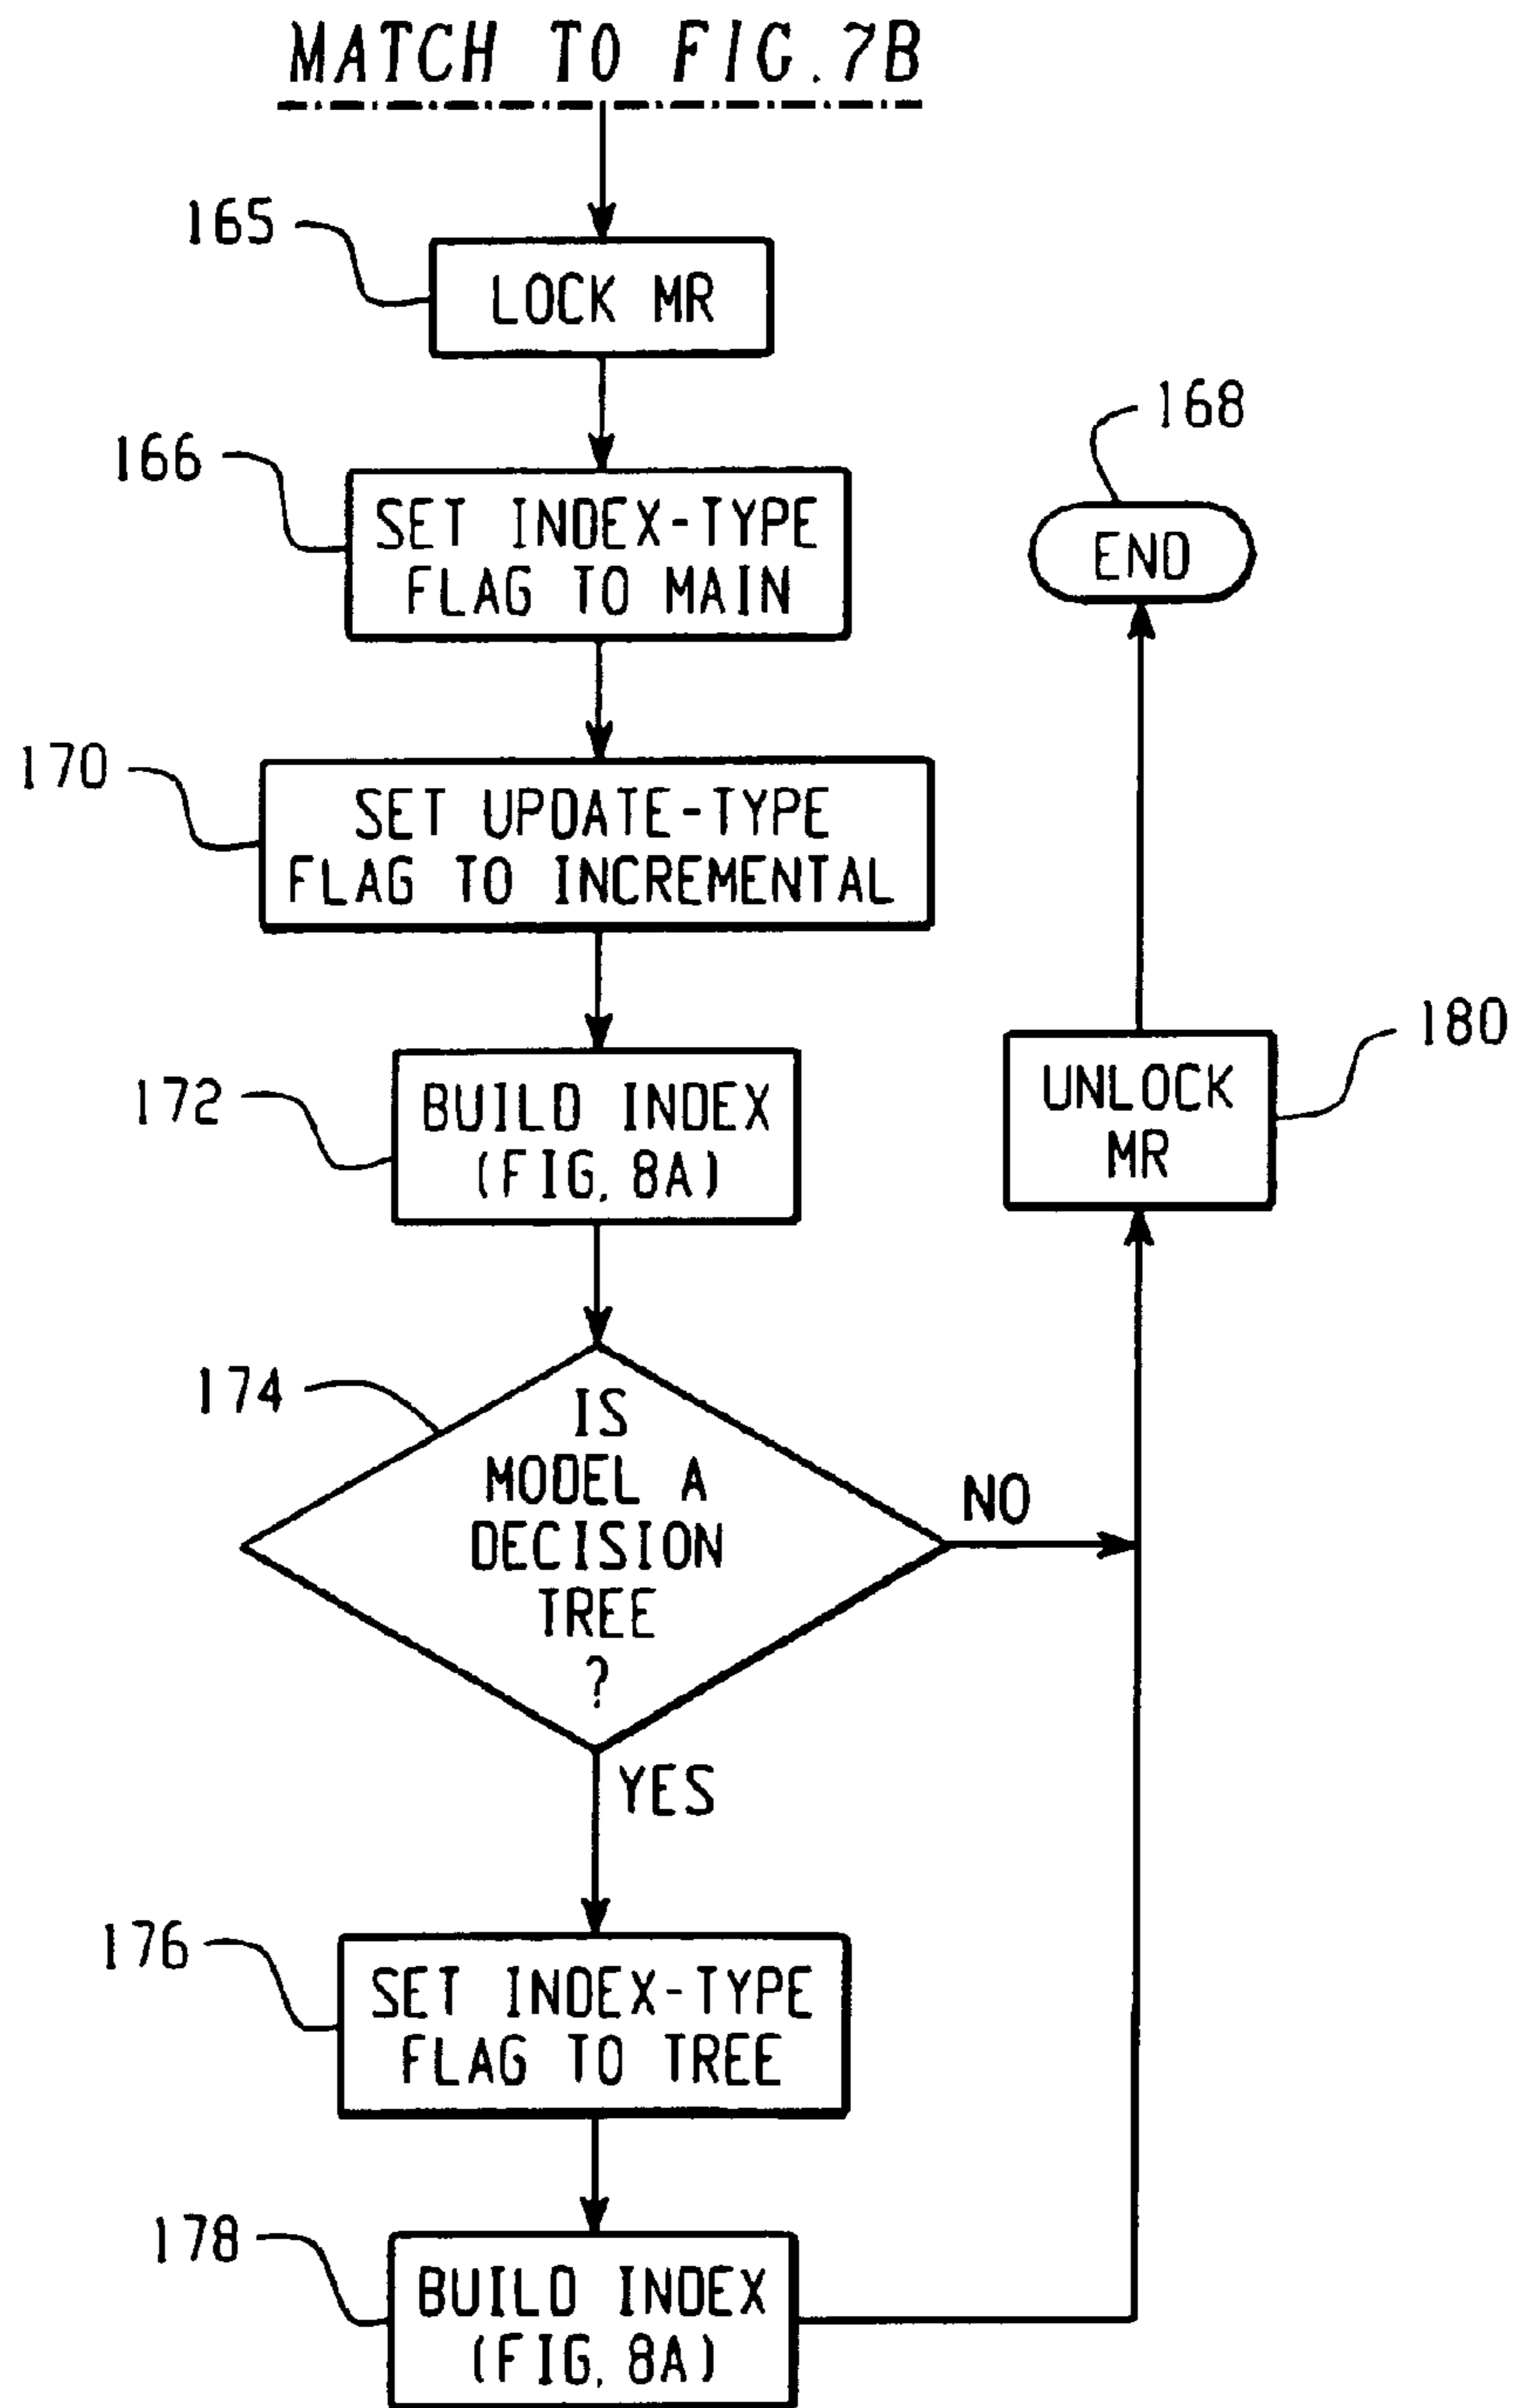 MATCH TO FIG. 7B
165
LOCK MR
166
SET INDEX-TYPE
FLAG TO MAIN
168
END
170
SET UPDATE-TYPE
FLAG TO INCREMENTAL
172
BUILD INDEX
(FIG. 8A)
180
UNLOCK
MR
174
IS
MODEL A
DECISION
TREE
?
NO
YES
176
SET INDEX-TYPE
FLAG TO TREE
178
BUILD INDEX
(FIG. 8A)